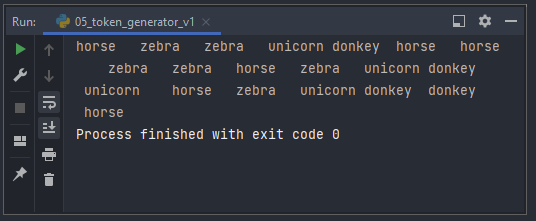 Run: 05_token_generator_v1
horse zebra zebra unicorn donkey horse horse
zebra zebra horse zebra unicorn donkey
unicorn horse zebra unicorn donkey donkey
horse
Process finished with exit code 0